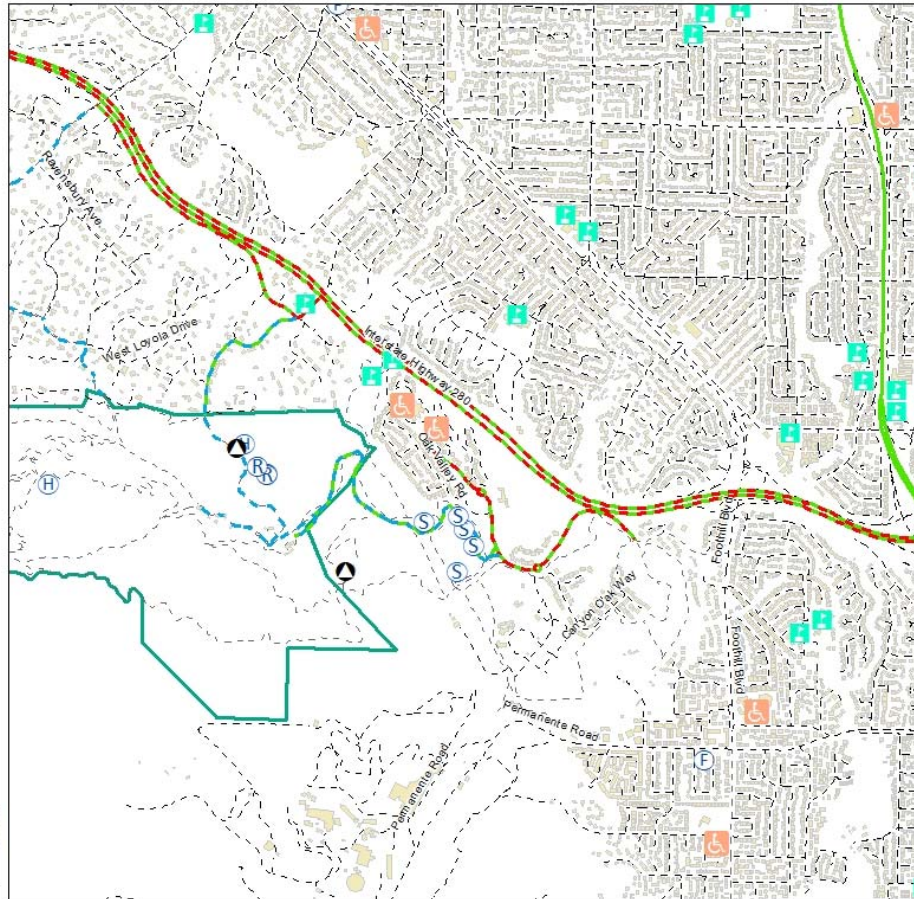 F
Ravensbury Ave
West Loyola Drive
Interstate Highway 280
H
R
R
H
Oak Valley Rd
S
S
S
S
S
Foothill Blvd
Canyon Oak Way
Foothill Blvd
Permanente Road
F
Permanente Road